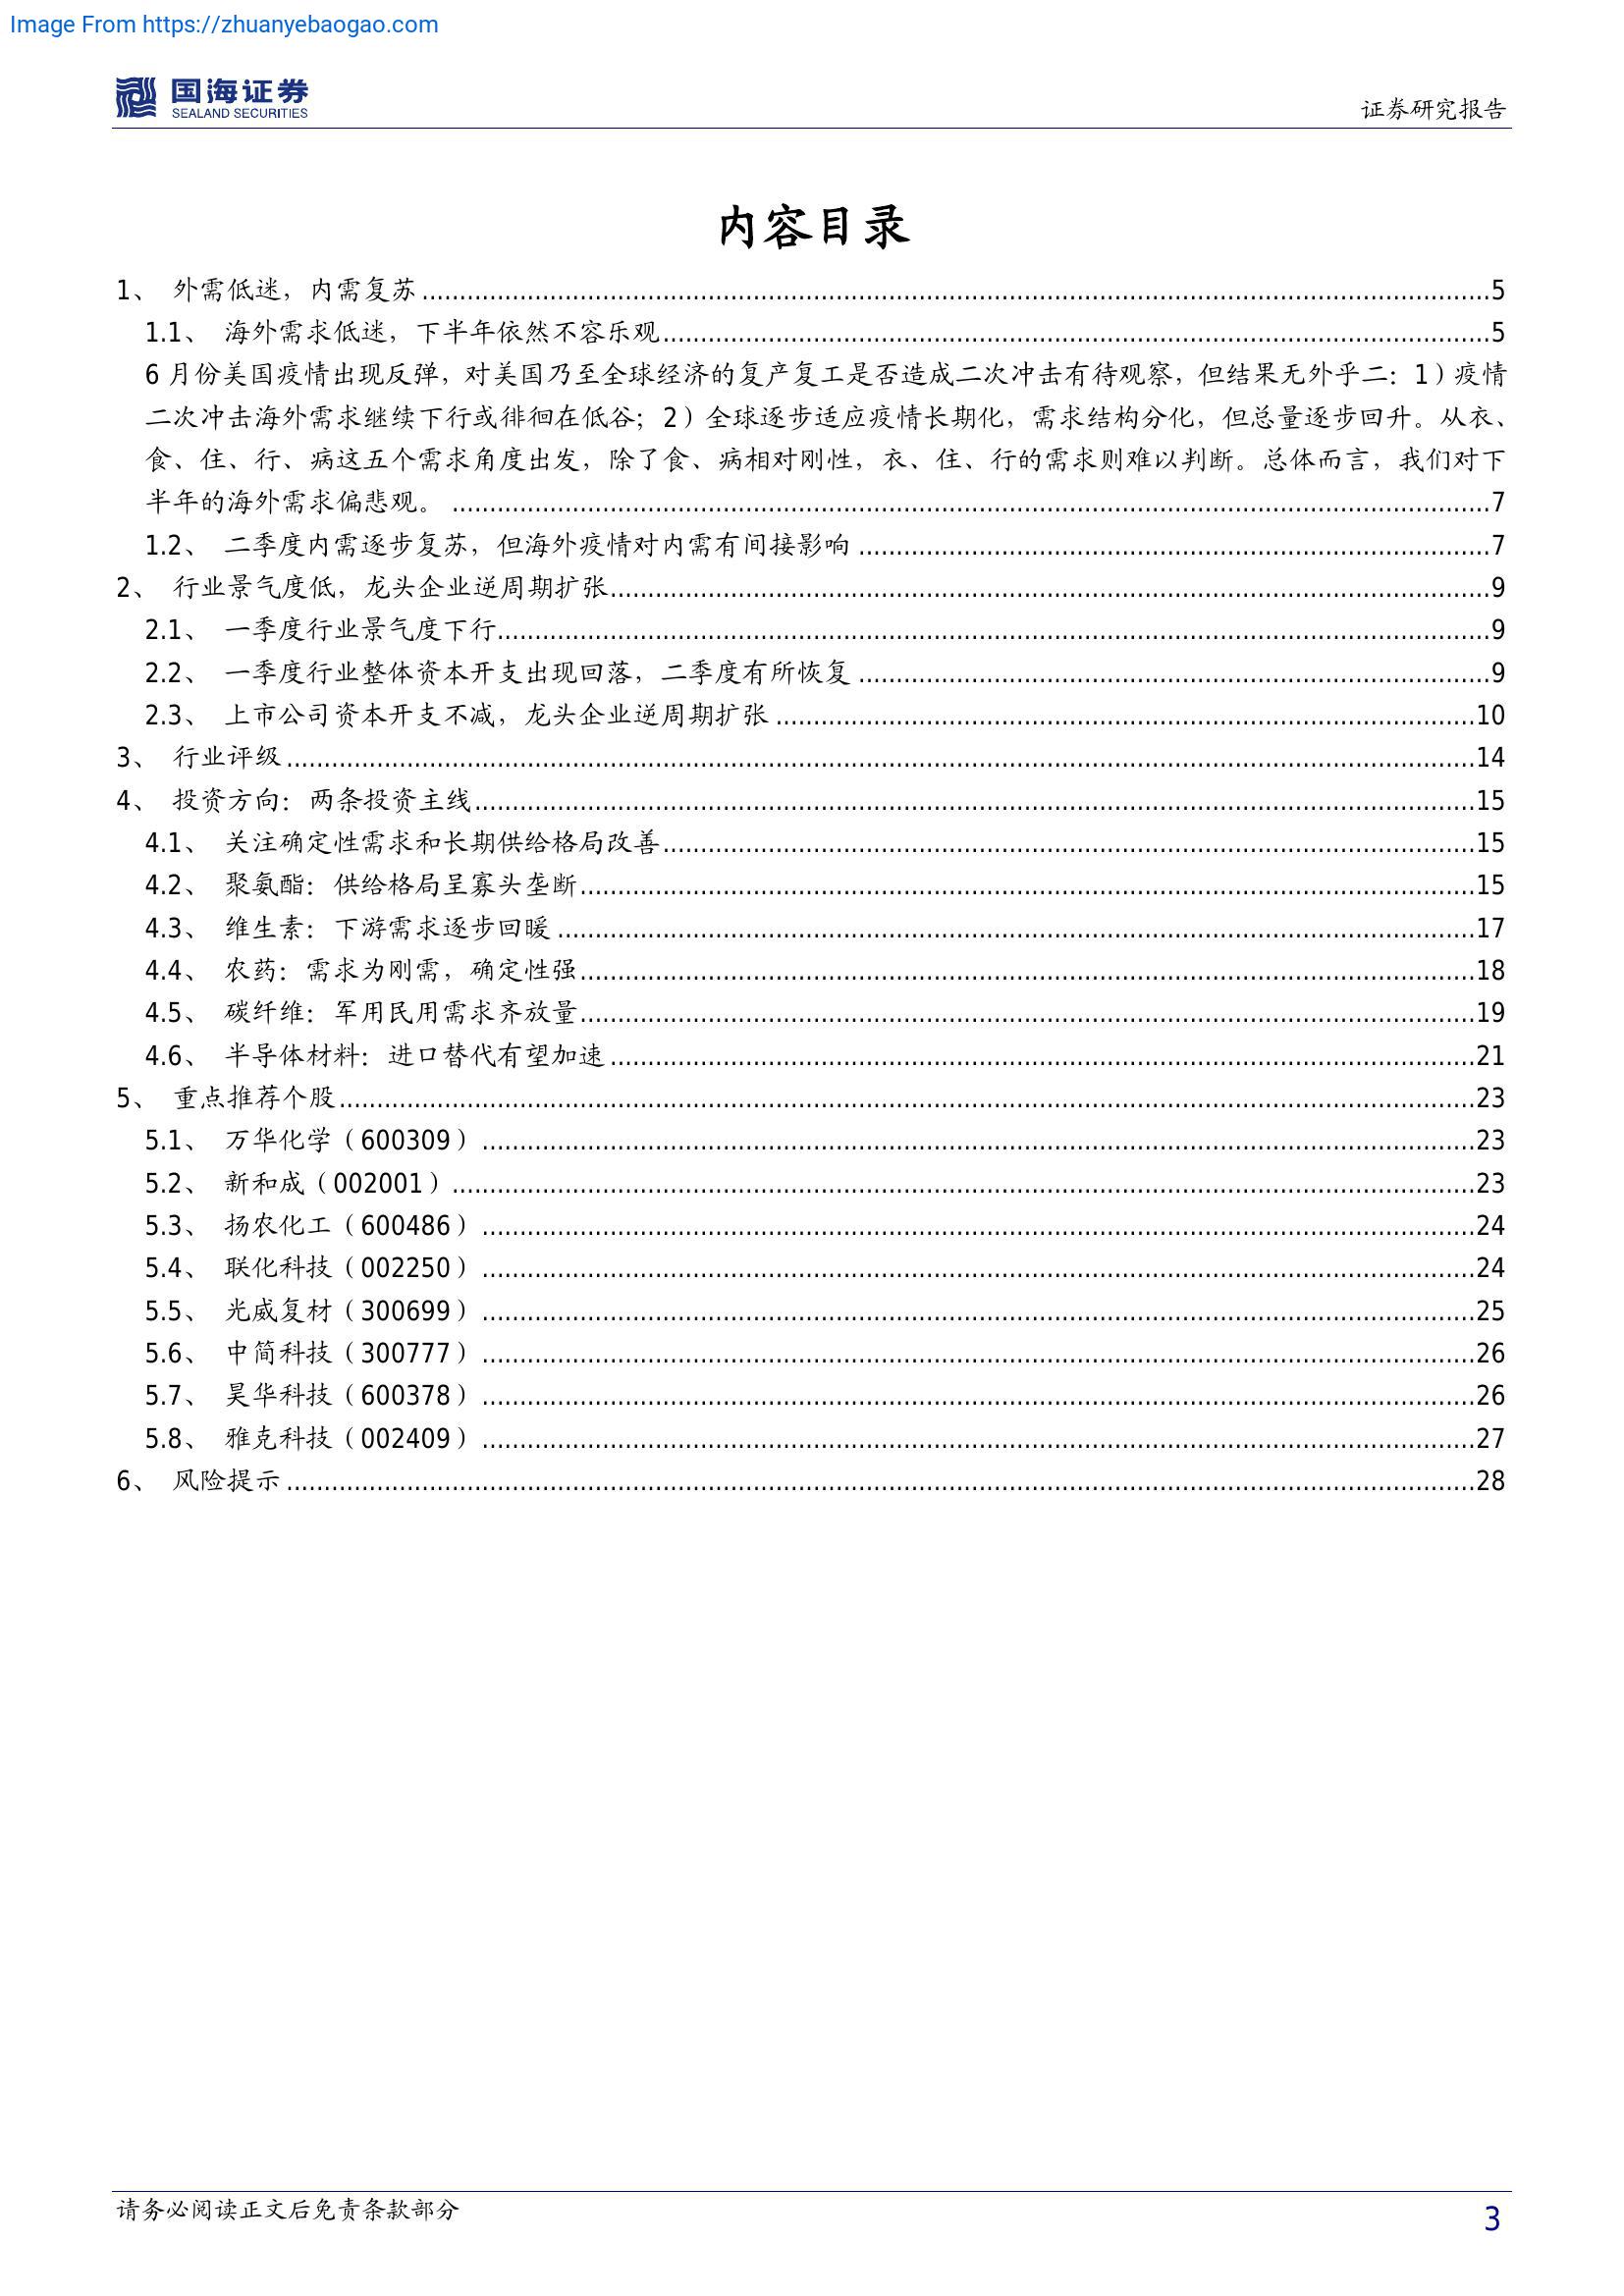 Image From https://zhuanyebaogao.com
国海证券
SEALAND SECURITIES
证券研究报告
内容目录
1、 外需低迷，内需复苏 ........................................ 5
1.1、 海外需求低迷，下半年依然不容乐观 ........................................ 5
6 月份美国疫情出现反弹，对美国乃至全球经济的复产复工是否造成二次冲击有待观察，但结果无外乎二：1）疫情
二次冲击海外需求继续下行或徘徊在低谷；2）全球逐步适应疫情长期化，需求结构分化，但总量逐步回升。从衣、
食、住、行、病这五个需求角度出发，除了食、病相对刚性，衣、住、行的需求则难以判断。总体而言，我们对下
半年的海外需求偏悲观。 ........................................ 7
1.2、 二季度内需逐步复苏，但海外疫情对内需有间接影响 ........................................ 7
2、 行业景气度低，龙头企业逆周期扩张 ........................................ 9
2.1、 一季度行业景气度下行 ........................................ 9
2.2、 一季度行业整体资本开支出现回落，二季度有所恢复 ........................................ 9
2.3、 上市公司资本开支不减，龙头企业逆周期扩张 ........................................ 10
3、 行业评级 ........................................ 14
4、 投资方向：两条投资主线 ........................................ 15
4.1、 关注确定性需求和长期供给格局改善 ........................................ 15
4.2、 聚氨酯：供给格局呈寡头垄断 ........................................ 15
4.3、 维生素：下游需求逐步回暖 ........................................ 17
4.4、 农药：需求为刚需，确定性强 ........................................ 18
4.5、 碳纤维：军用民用需求齐放量 ........................................ 19
4.6、 半导体材料：进口替代有望加速 ........................................ 21
5、 重点推荐个股 ........................................ 23
5.1、 万华化学（600309） ........................................ 23
5.2、 新和成（002001） ........................................ 23
5.3、 扬农化工（600486） ........................................ 24
5.4、 联化科技（002250） ........................................ 24
5.5、 光威复材（300699） ........................................ 25
5.6、 中简科技（300777） ........................................ 26
5.7、 昊华科技（600378） ........................................ 26
5.8、 雅克科技（002409） ........................................ 27
6、 风险提示 ........................................ 28
请务必阅读正文后免责条款部分
3